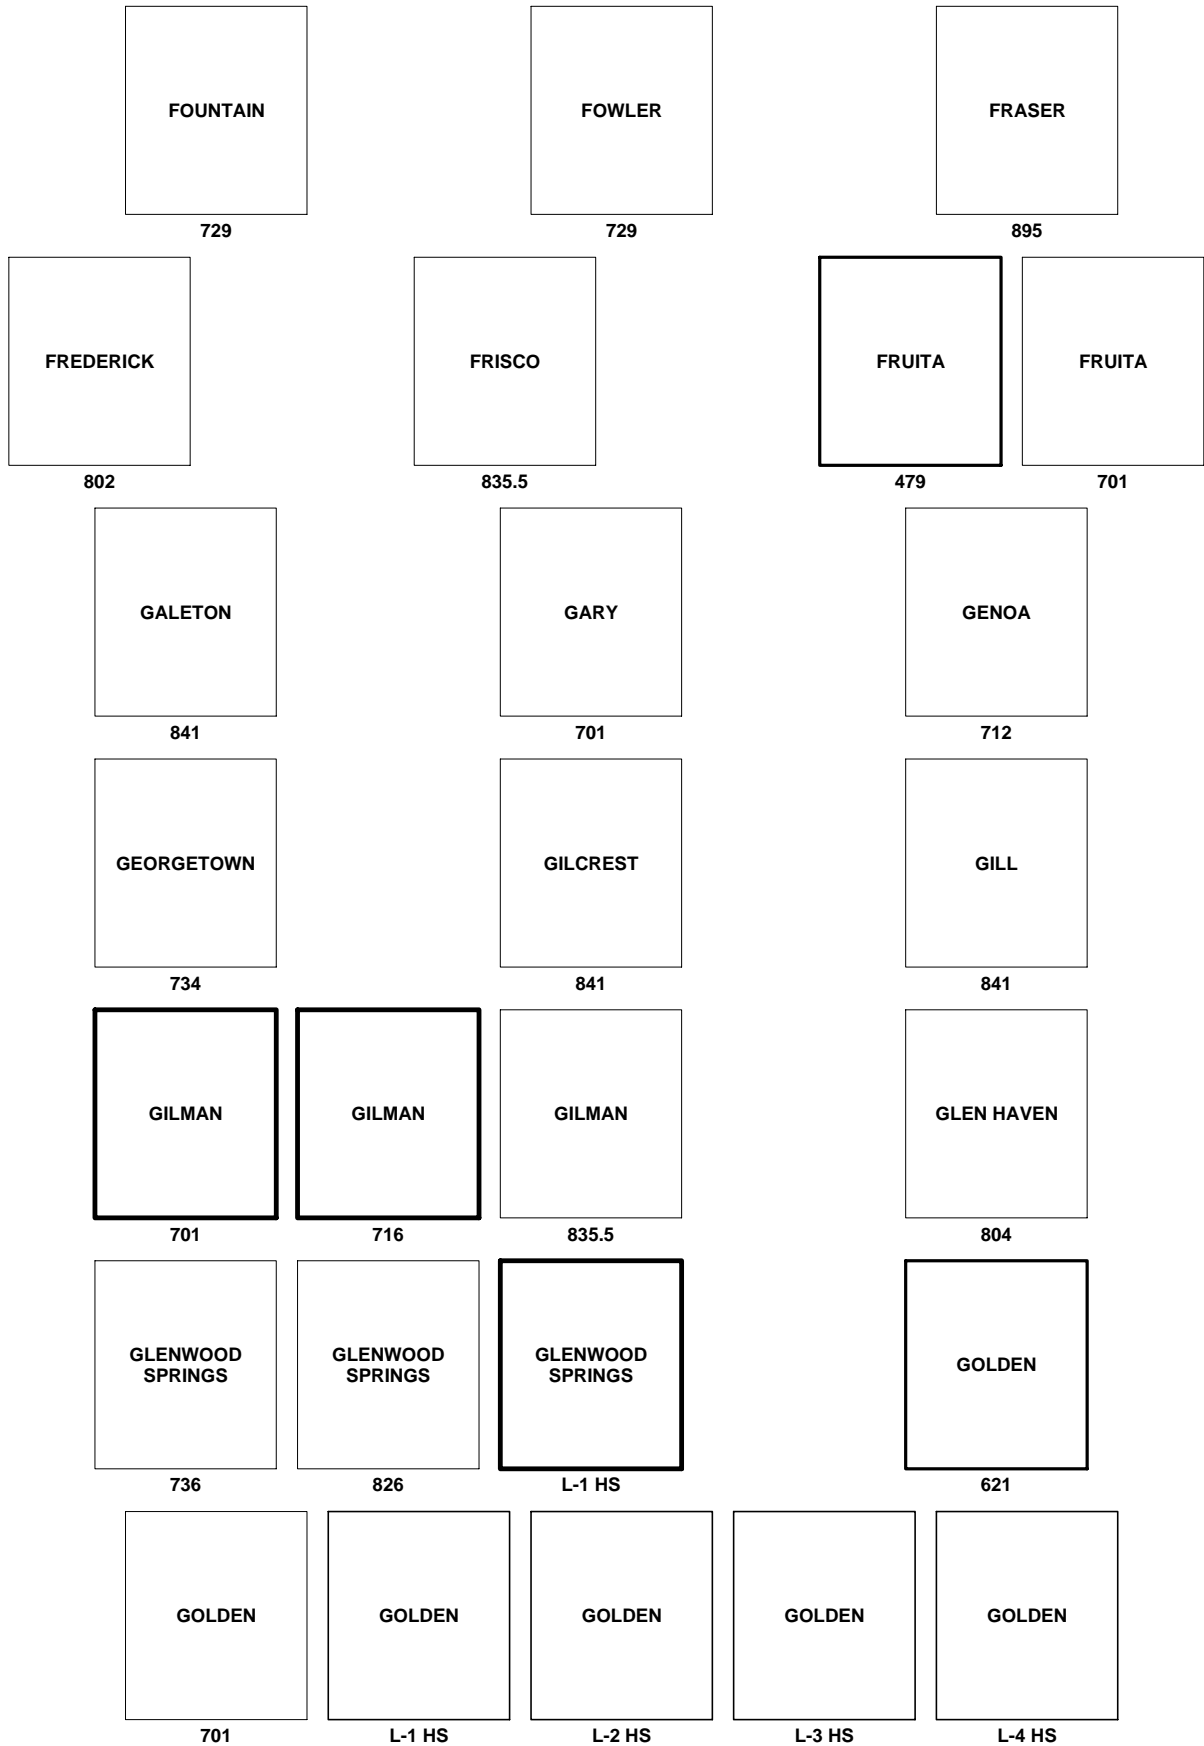 FOUNTAIN
729
FOWLER
729
FRASER
895
FREDERICK
802
FRISCO
835.5
FRUITA
479
FRUITA
701
GALETON
841
GARY
701
GENOA
712
GEORGETOWN
734
GILCREST
841
GILL
841
GILMAN
701
GILMAN
716
GILMAN
835.5
GLEN HAVEN
804
GLENWOOD
SPRINGS
736
GLENWOOD
SPRINGS
826
GLENWOOD
SPRINGS
L-1 HS
GOLDEN
621
GOLDEN
701
GOLDEN
L-1 HS
GOLDEN
L-2 HS
GOLDEN
L-3 HS
GOLDEN
L-4 HS